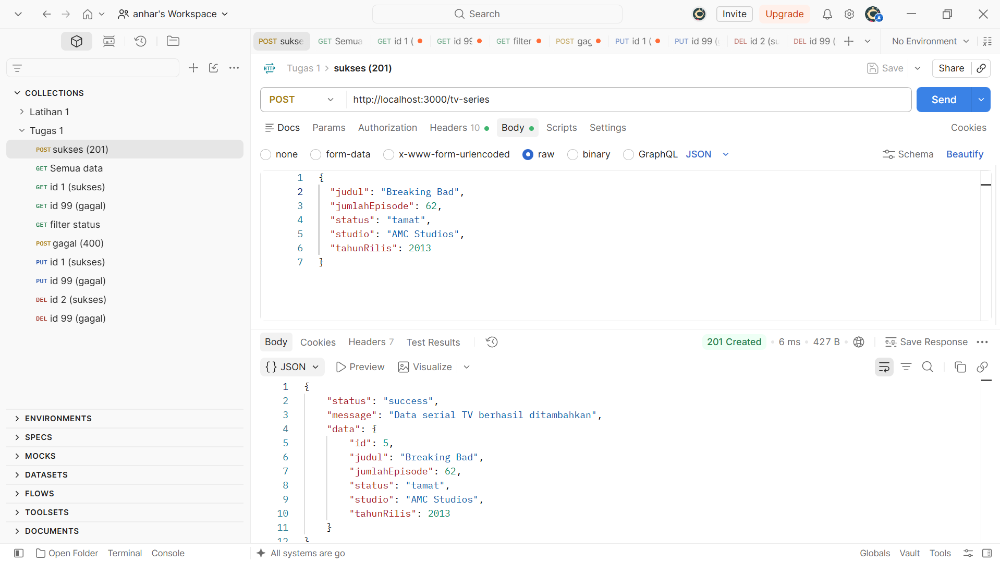 anhar's Workspace
Search
Invite
Upgrade
POST sukse
GET Semua
GET id 1 (
GET id 99
GET filter
POST gag
PUT id 1 (
PUT id 99 (
DEL id 2 (su
DEL id 99 (
No Environment
Tugas 1 > sukses (201)
Save
Share
COLLECTIONS
Latihan 1
Tugas 1
POST sukses (201)
GET Semua data
GET id 1 (sukses)
GET id 99 (gagal)
GET filter status
POST gagal (400)
PUT id 1 (sukses)
PUT id 99 (gagal)
DEL id 2 (sukses)
DEL id 99 (gagal)
ENVIRONMENTS
SPECS
MOCKS
DATASETS
FLOWS
TOOLSETS
DOCUMENTS
HTTP
POST
http://localhost:3000/tv-series
Send
Docs Params Authorization Headers 10 Body Scripts Settings Cookies
none form-data x-www-form-urlencoded raw binary GraphQL JSON Schema Beautify
1 {
2 "judul": "Breaking Bad",
3 "jumlahEpisode": 62,
4 "status": "tamat",
5 "studio": "AMC Studios",
6 "tahunRilis": 2013
7 }
Body Cookies Headers 7 Test Results 201 Created • 6 ms • 427 B • e.g. Save Response
{} JSON Preview Visualize
1 {
2 "status": "success",
3 "message": "Data serial TV berhasil ditambahkan",
4 "data": {
5 "id": 5,
6 "judul": "Breaking Bad",
7 "jumlahEpisode": 62,
8 "status": "tamat",
9 "studio": "AMC Studios",
10 "tahunRilis": 2013
11 }
12 }
Open Folder Terminal Console All systems are go Globals Vault Tools